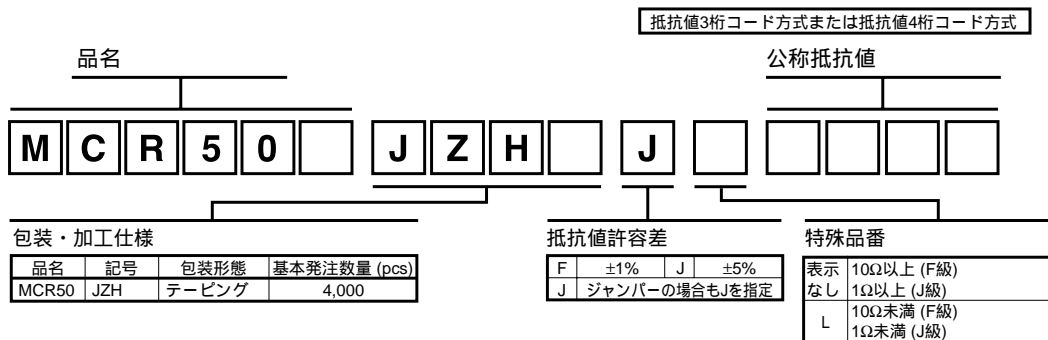 抵抗値3桁コード方式または抵抗値4桁コード方式
品名
公称抵抗値
M C R 5 0 J Z H J
包装・加工仕様
品名 記号 包装形態 基本発注数量 (pcs)
MCR50 JZH テーピング 4,000
抵抗値許容差
F ±1% J ±5%
J ジャンパーの場合もJを指定
特殊品番
表示 10Ω以上 (F級)
なし 1Ω以上 (J級)
L 10Ω未満 (F級)
1Ω未満 (J級)